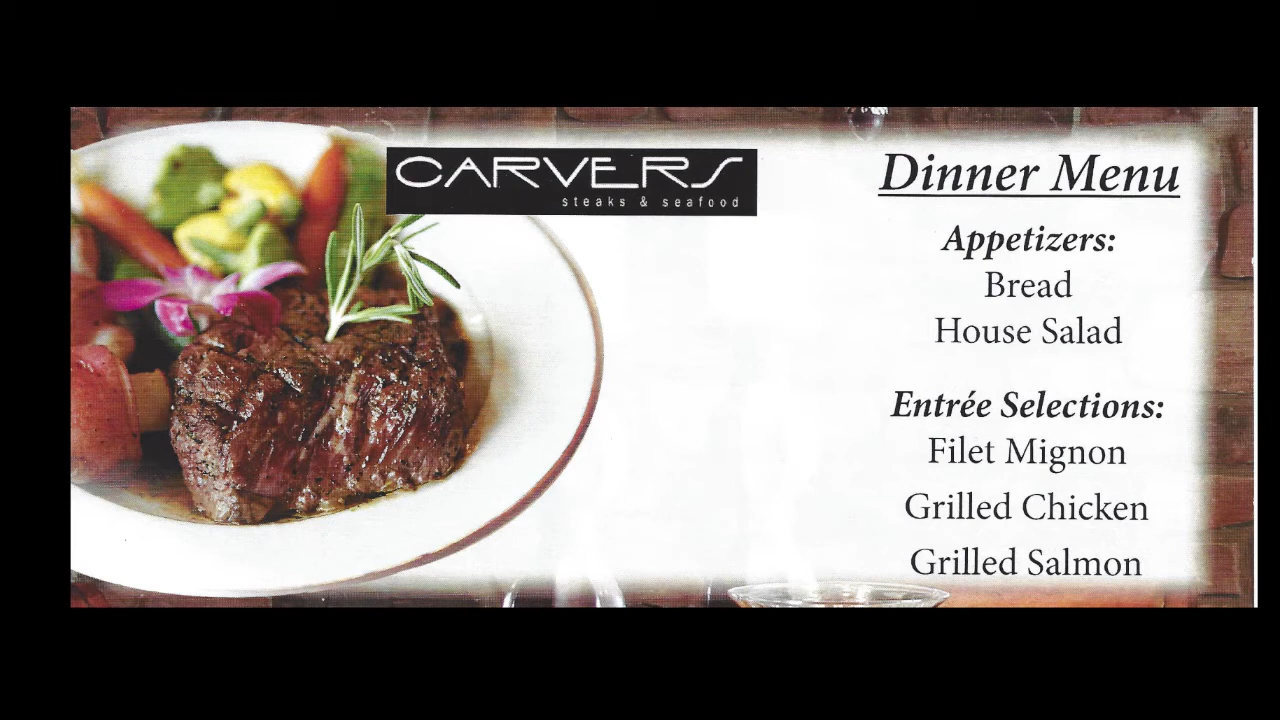 CARVERS
steaks & seafood
Dinner Menu
Appetizers:
Bread
House Salad
Entrée Selections:
Filet Mignon
Grilled Chicken
Grilled Salmon